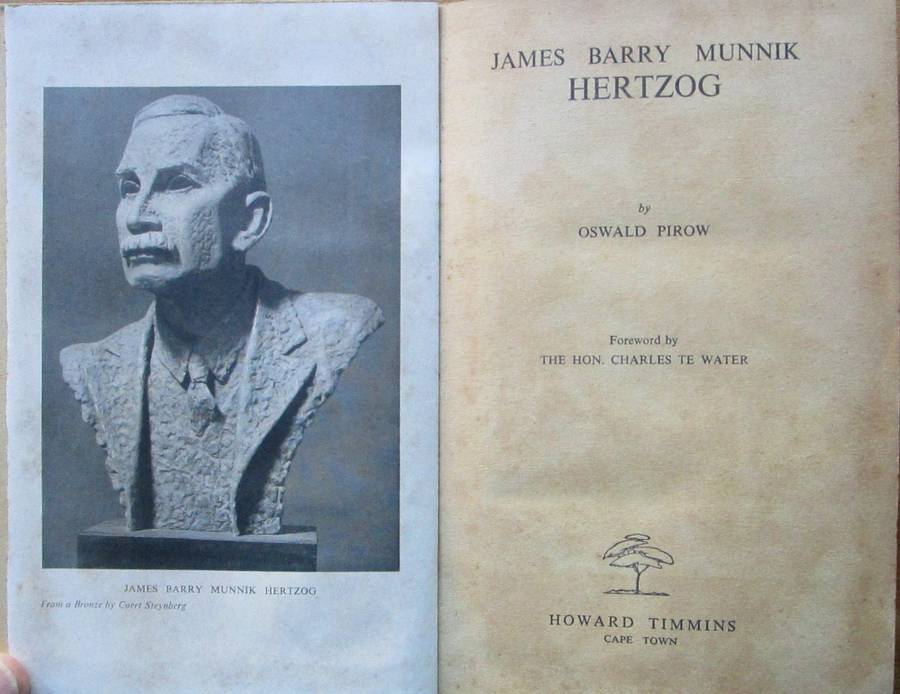 JAMES BARRY MUNNIK HERTZOG
From a Bronze by Coert Steynberg
JAMES BARRY MUNNIK
HERTZOG
by
OSWALD PIROW
Foreword by
THE HON. CHARLES TE WATER
HOWARD TIMMINS
CAPE TOWN